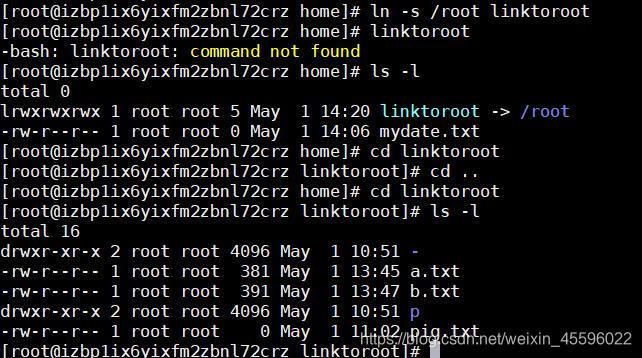 [root@izbp1ix6yixfm2zbnl72crz home]# ln -s /root linktoroot
[root@izbp1ix6yixfm2zbnl72crz home]# linktoroot
-bash: linktoroot: command not found
[root@izbp1ix6yixfm2zbnl72crz home]# ls -l
total 0
lrwxrwxrwx 1 root root 5 May  1 14:20 linktoroot -> /root
-rw-r--r-- 1 root root 0 May  1 14:06 mydate.txt
[root@izbp1ix6yixfm2zbnl72crz home]# cd linktoroot
[root@izbp1ix6yixfm2zbnl72crz linktoroot]# cd ..
[root@izbp1ix6yixfm2zbnl72crz home]# cd linktoroot
[root@izbp1ix6yixfm2zbnl72crz linktoroot]# ls -l
total 16
drwxr-xr-x 2 root root 4096 May  1 10:51 -
-rw-r--r-- 1 root root  381 May  1 13:45 a.txt
-rw-r--r-- 1 root root  391 May  1 13:47 b.txt
drwxr-xr-x 2 root root 4096 May  1 10:51 p
-rw-r--r-- 1 root root    0 May  1 11:02 pig.txt
https://blog.csdn.net/weixin_45596022
[root@izbp1ix6yixfm2zbnl72crz linktoroot]#